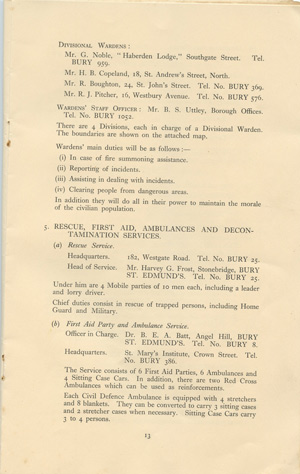 DIVISIONAL WARDENS:
Mr. G. Noble, "Haberden Lodge," Southgate Street. Tel.
BURY 959.
Mr. H. B. Copeland, 18, St. Andrew's Street, North.
Mr. R. Boughton, 24, St. John's Street. Tel. No. BURY 369.
Mr. R. J. Pitcher, 16, Westbury Avenue. Tel. No. BURY 576.
WARDENS' STAFF OFFICER: Mr. B. S. Uttley, Borough Offices.
Tel. No. BURY 1052.
There are 4 Divisions, each in charge of a Divisional Warden.
The boundaries are shown on the attached map.
Wardens' main duties will be as follows:—
(i) In case of fire summoning assistance.
(ii) Reporting of incidents.
(iii) Assisting in dealing with incidents.
(iv) Clearing people from dangerous areas.
In addition they will do all in their power to maintain the morale
of the civilian population.
5. RESCUE, FIRST AID, AMBULANCES AND DECON-
TAMINATION SERVICES.
(a) Rescue Service.
Headquarters. 182, Westgate Road. Tel. No. BURY 25.
Head of Service. Mr. Harvey G. Frost, Stonebridge, BURY
ST. EDMUND'S. Tel. No. BURY 25.
Under him are 4 Mobile parties of 10 men each, including a leader
and lorry driver.
Chief duties consist in rescue of trapped persons, including Home
Guard and Military.
(b) First Aid Party and Ambulance Service.
Officer in Charge. Dr. B. E. A. Batt, Angel Hill, BURY
ST. EDMUND'S. Tel. No. BURY 8.
Headquarters. St. Mary's Institute, Crown Street. Tel.
No. BURY 586.
The Service consists of 6 First Aid Parties, 6 Ambulances and
4 Sitting Case Cars. In addition, there are two Red Cross
Ambulances which can be used as reinforcements.
Each Civil Defence Ambulance is equipped with 4 stretchers
and 8 blankets. They can be converted to carry 3 sitting cases
and 2 stretcher cases when necessary. Sitting Case Cars carry
3 to 4 persons.
13